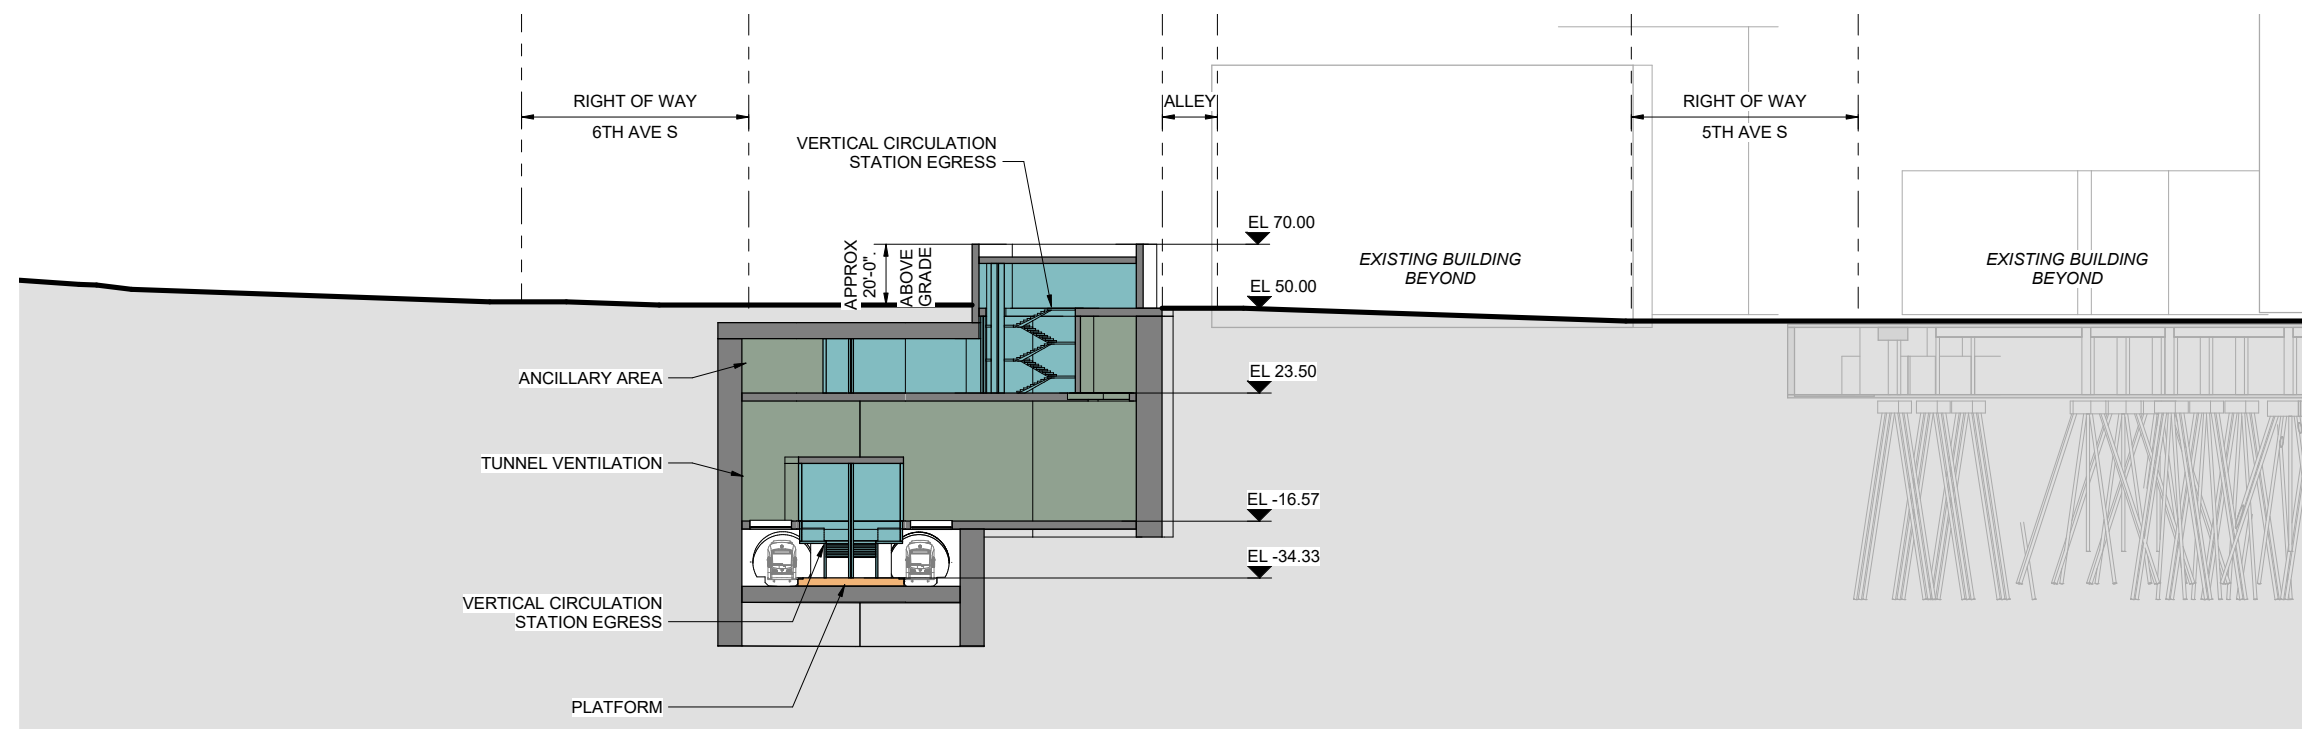 RIGHT OF WAY
6TH AVE S
ALLEY
RIGHT OF WAY
5TH AVE S
VERTICAL CIRCULATION
STATION EGRESS
EL 70.00
APPROX
20'-0".
ABOVE
GRADE
EXISTING BUILDING
BEYOND
EXISTING BUILDING
BEYOND
EL 50.00
ANCILLARY AREA
EL 23.50
TUNNEL VENTILATION
EL -16.57
EL -34.33
VERTICAL CIRCULATION
STATION EGRESS
PLATFORM